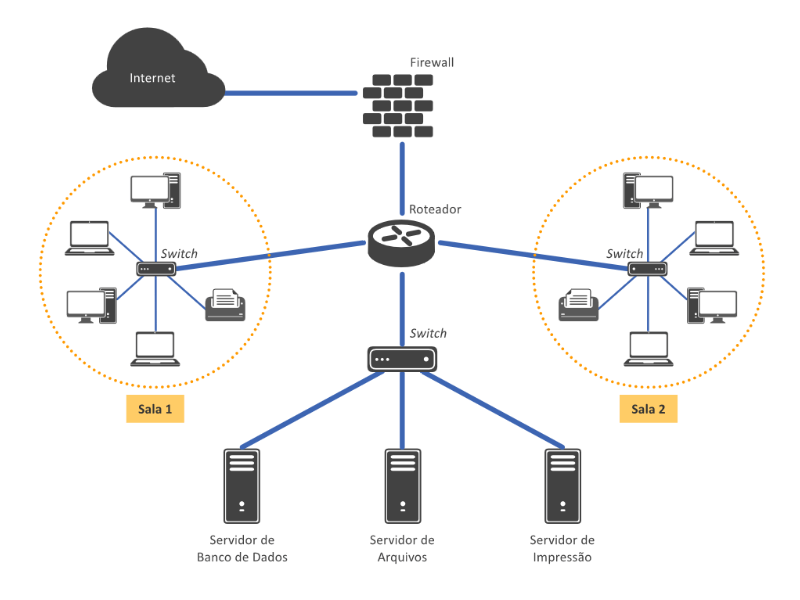 Firewall
Internet
Roteador
Switch
Switch
Switch
Sala 1
Sala 2
Servidor de
Banco de Dados
Servidor de
Arquivos
Servidor de
Impressão